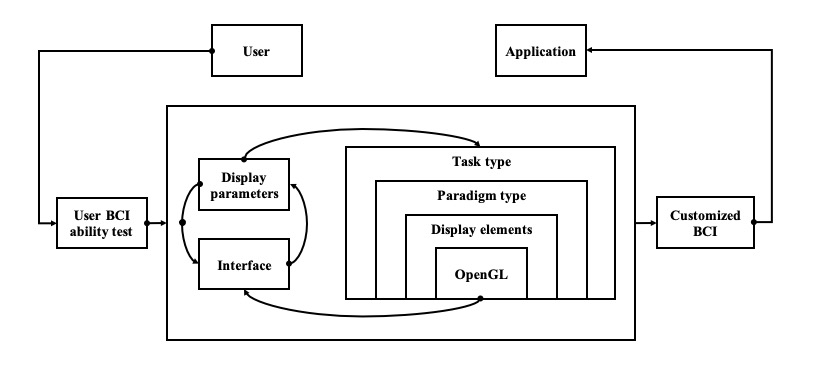 User
Application
Task type
Display
parameters
Paradigm type
User BCI
ability test
Customized
BCI
Display elements
Interface
OpenGL